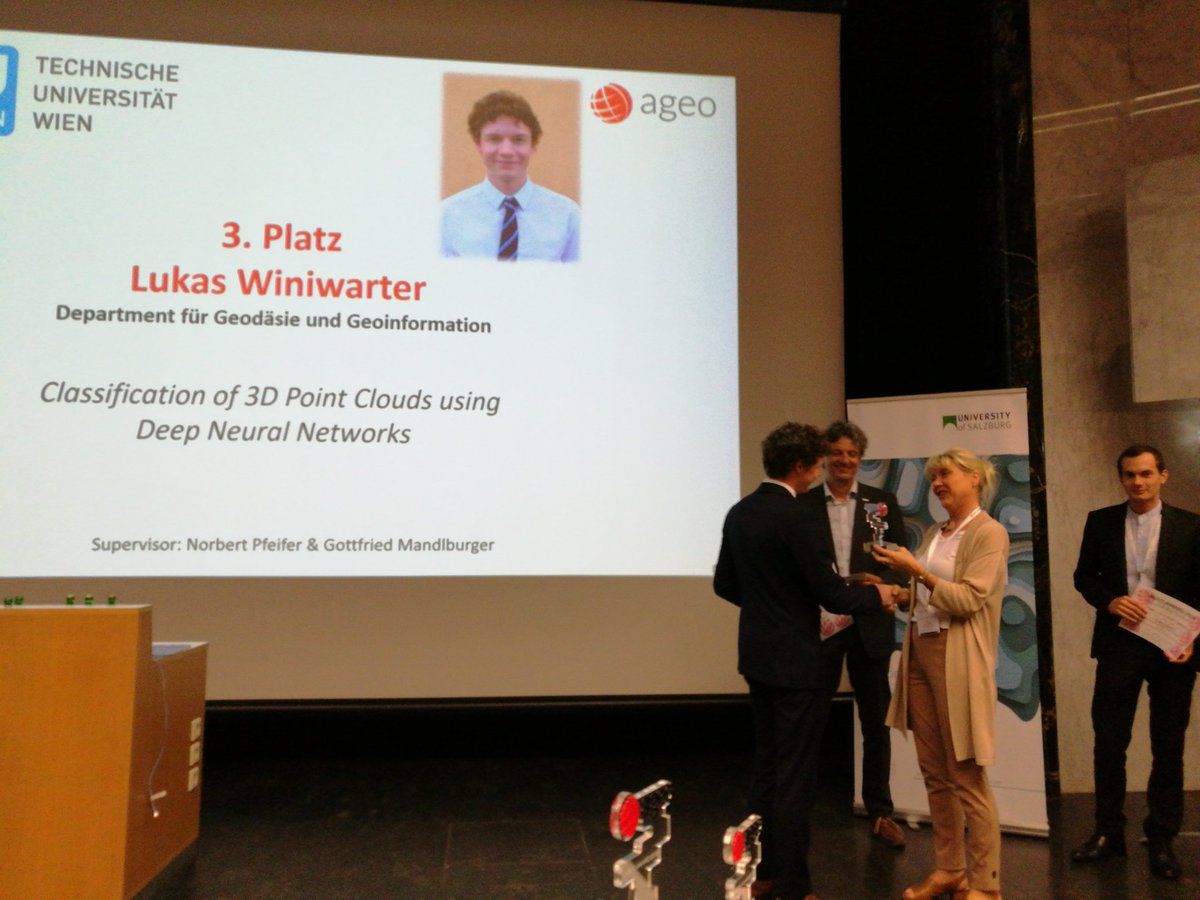 TECHNISCHE
UNIVERSITÄT
WIEN
ageo
3. Platz
Lukas Winiwarter
Department für Geodäsie und Geoinformation
Classification of 3D Point Clouds using
Deep Neural Networks
Supervisor: Norbert Pfeifer & Gottfried Mandlburger
UNIVERSITY
of SALZBURG